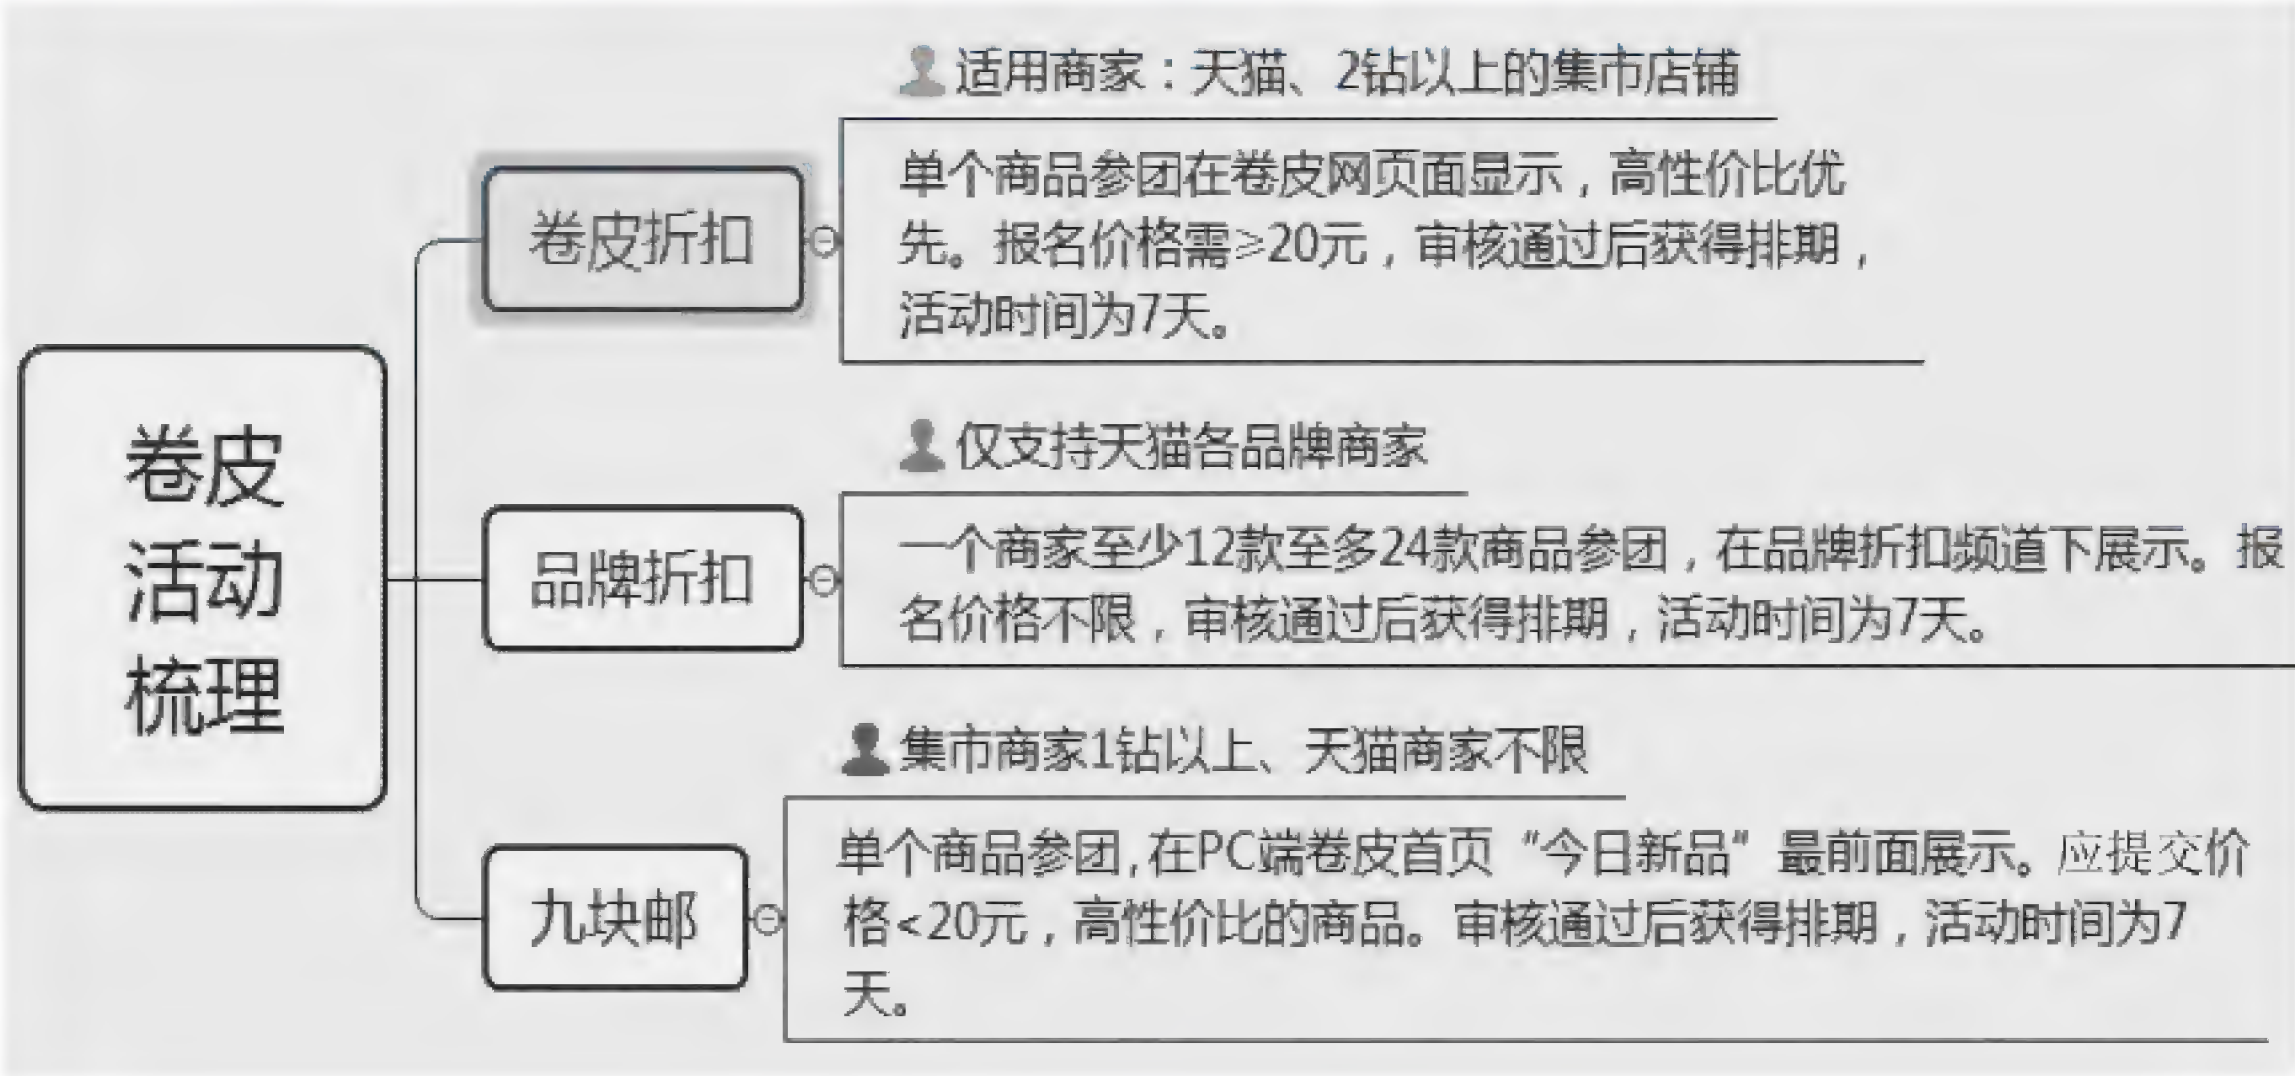 卷皮
活动
梳理
卷皮折扣
适用商家：天猫、2钻以上的集市店铺
单个商品参团在卷皮网页面显示，高性价比优
先。报名价格需≥20元，审核通过后获得排期，
活动时间为7天。
品牌折扣
仅支持天猫各品牌商家
一个商家至少12款至多24款商品参团，在品牌折扣频道下展示。报
名价格不限，审核通过后获得排期，活动时间为7天。
九块邮
集市商家1钻以上、天猫商家不限
单个商品参团,在PC端卷皮首页“今日新品”最前面展示。应提交价
格<20元，高性价比的商品。审核通过后获得排期，活动时间为7
天。